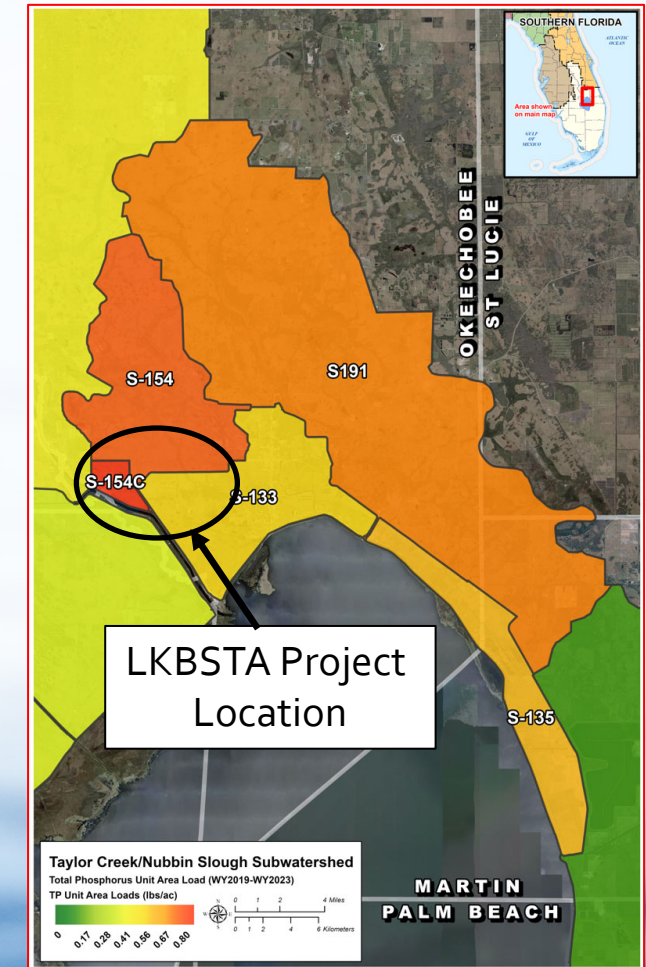 SOUTHERN FLORIDA
ATLANTIC
OCEAN
Area shown
on main map
GULF
OF
MEXICO
OKEECHOBEE
ST LUCIE
S-154
S191
S-154C
S-133
LKBSTA Project
Location
S-135
Taylor Creek/Nubbin Slough Subwatershed
Total Phosphorus Unit Area Load (WY2019-WY2023)
TP Unit Area Loads (lbs/ac)
0 0.17 0.28 0.41 0.56 0.67 0.80
N
W E
S
0 1 2 4 Miles
0 1 2 4 6 Kilometers
MARTIN
PALM BEACH